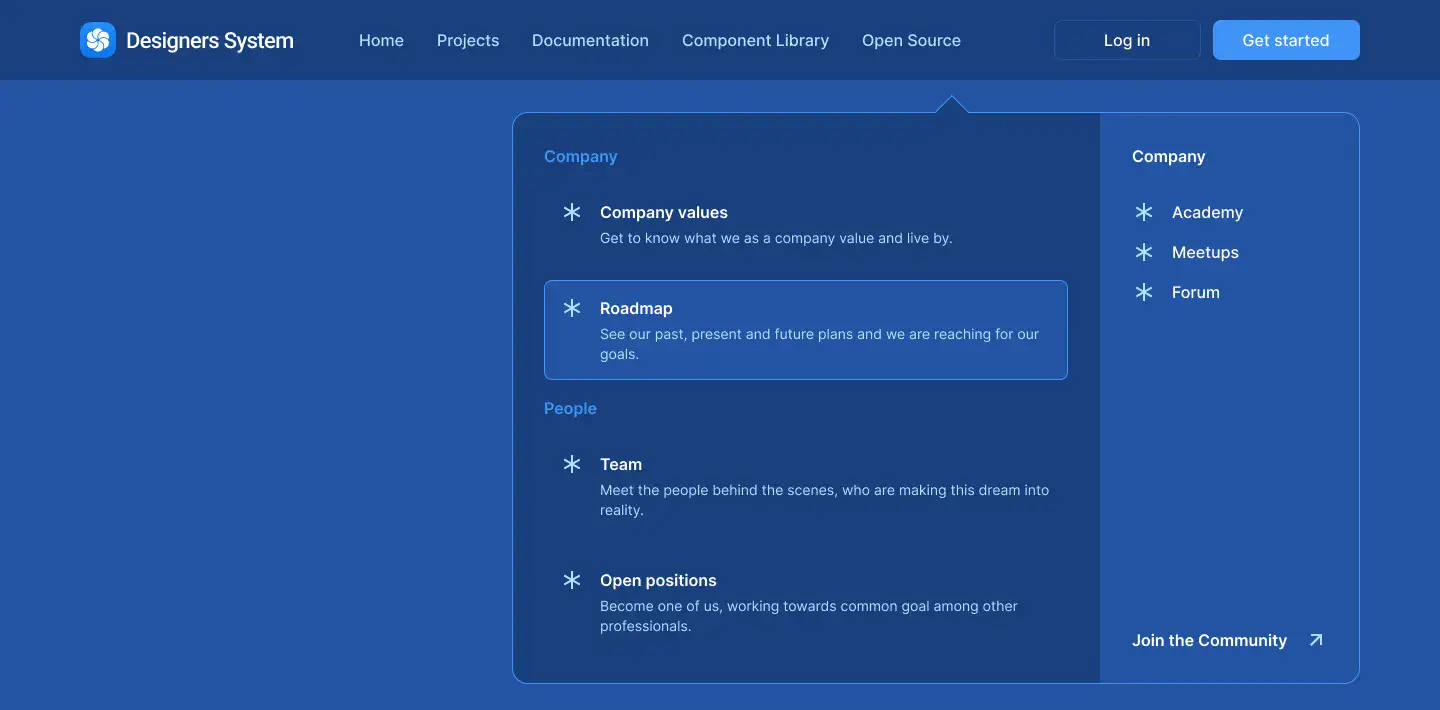 Designers System
Home
Projects
Documentation
Component Library
Open Source
Log in
Get started
Company
Company values
Get to know what we as a company value and live by.
Roadmap
See our past, present and future plans and we are reaching for our
goals.
People
Team
Meet the people behind the scenes, who are making this dream into
reality.
Open positions
Become one of us, working towards common goal among other
professionals.
Company
Academy
Meetups
Forum
Join the Community